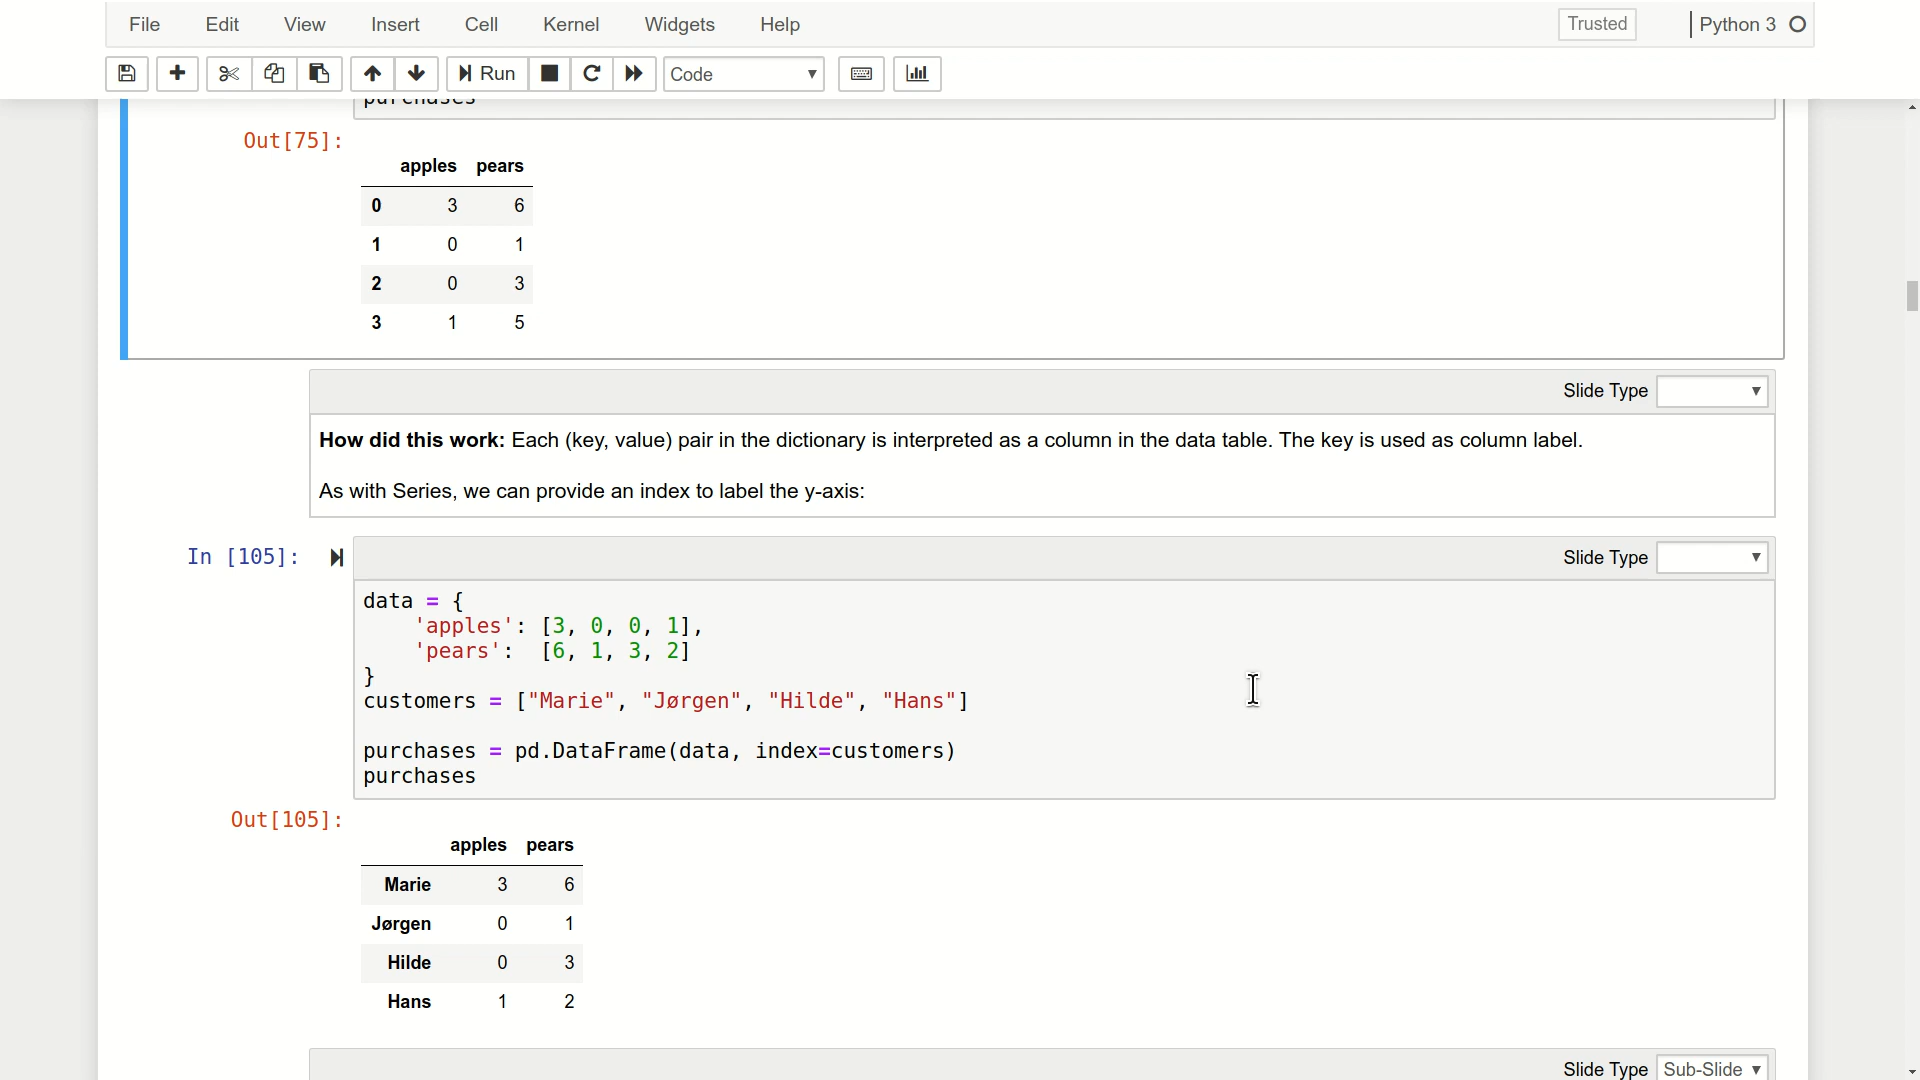 File Edit View Insert Cell Kernel Widgets Help Trusted Python 3
Run Code
purchases
Out[75]:
apples pears
0 3 6
1 0 1
2 0 3
3 1 5
Slide Type
How did this work: Each (key, value) pair in the dictionary is interpreted as a column in the data table. The key is used as column label.
As with Series, we can provide an index to label the y-axis:
In [105]: Slide Type
data = {
'apples': [3, 0, 0, 1],
'pears': [6, 1, 3, 2]
}
customers = ["Marie", "Jørgen", "Hilde", "Hans"]
purchases = pd.DataFrame(data, index=customers)
purchases
Out[105]:
apples pears
Marie 3 6
Jørgen 0 1
Hilde 0 3
Hans 1 2
Slide Type Sub-Slide